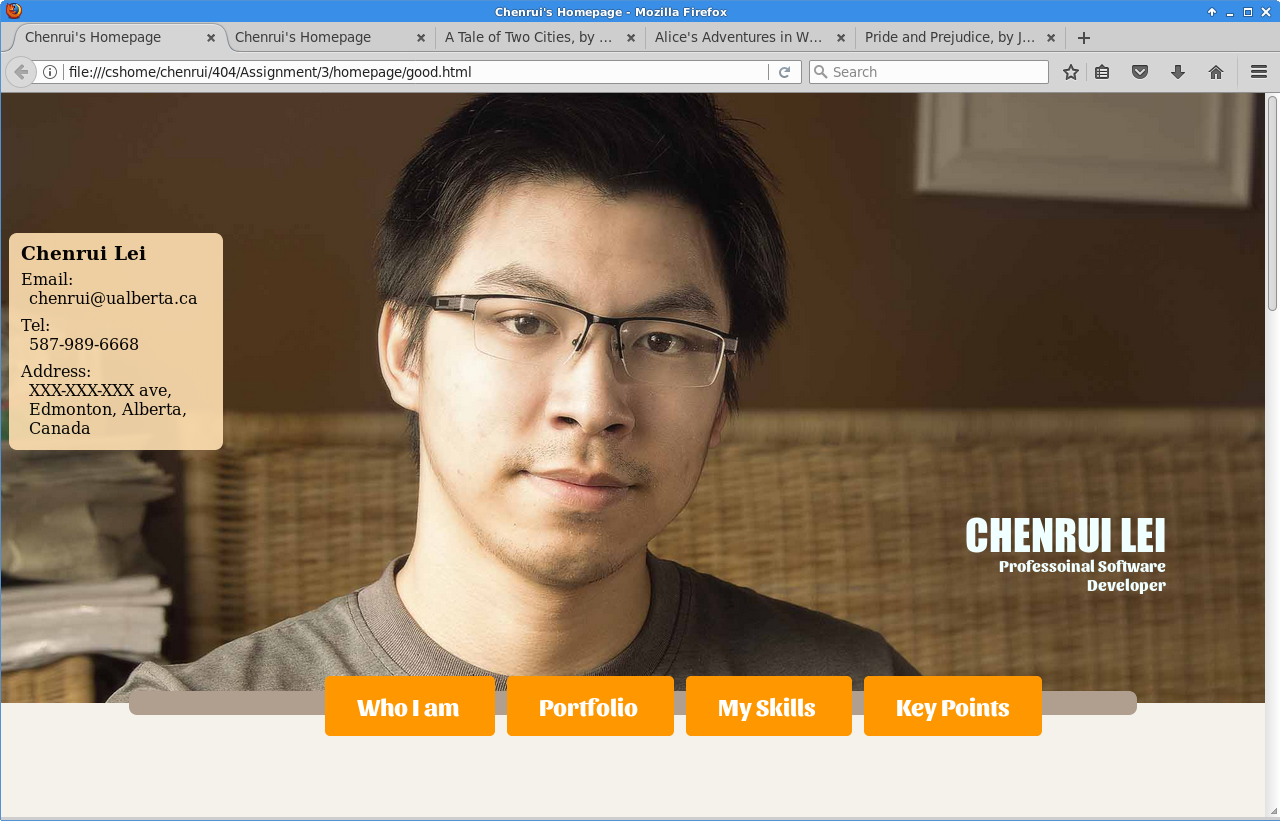 Chenrui's Homepage - Mozilla Firefox
Chenrui's Homepage
Chenrui's Homepage
A Tale of Two Cities, by ...
Alice's Adventures in W...
Pride and Prejudice, by J...
file:///cshome/chenrui/404/Assignment/3/homepage/good.html
Search
Chenrui Lei
Email:
chenrui@ualberta.ca
Tel:
587-989-6668
Address:
XXX-XXX-XXX ave,
Edmonton, Alberta,
Canada
CHENRUI LEI
Professoinal Software
Developer
Who I am
Portfolio
My Skills
Key Points